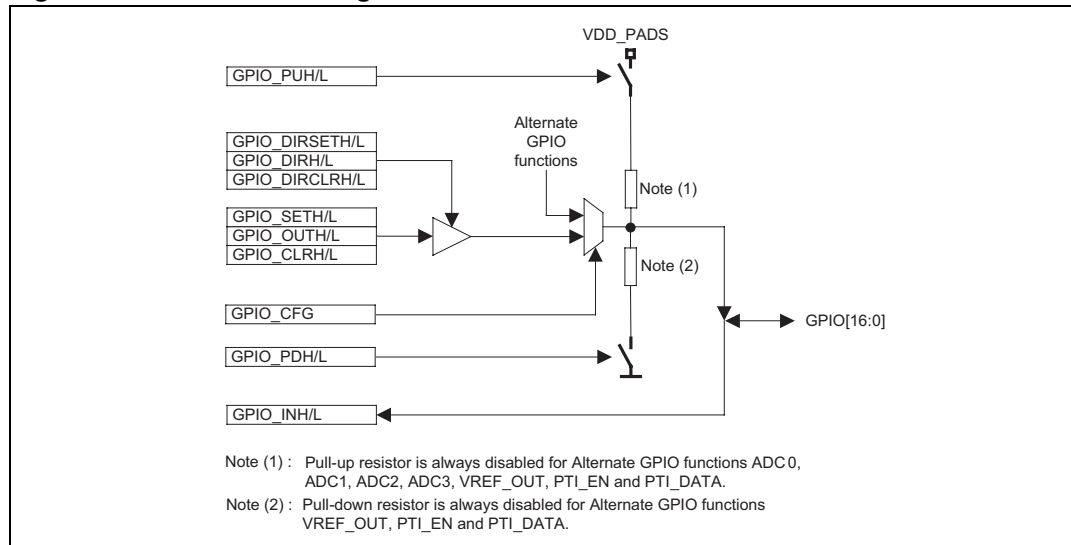 VDD_PADS
GPIO_PUH/L
Alternate
GPIO
functions
GPIO_DIRSETH/L
GPIO_DIRH/L
GPIO_DIRCLRH/L
Note (1)
GPIO_SETH/L
GPIO_OUTH/L
GPIO_CLRH/L
Note (2)
GPIO_CFG
GPIO[16:0]
GPIO_PDH/L
GPIO_INH/L
Note (1) : Pull-up resistor is always disabled for Alternate GPIO functions ADC0,
ADC1, ADC2, ADC3, VREF_OUT, PTI_EN and PTI_DATA.
Note (2) : Pull-down resistor is always disabled for Alternate GPIO functions
VREF_OUT, PTI_EN and PTI_DATA.